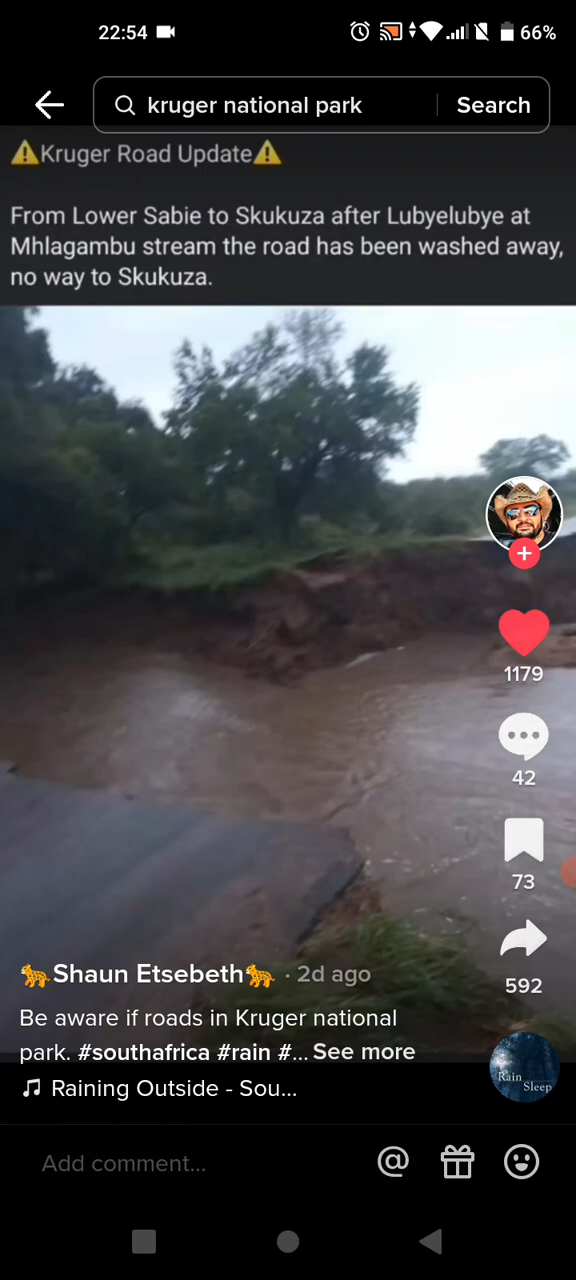 22:54
66%
kruger national park
Search
⚠️Kruger Road Update⚠️
From Lower Sabie to Skukuza after Lubyelubye at
Mhlagambu stream the road has been washed away,
no way to Skukuza.
1179
42
73
592
🐆Shaun Etsebeth🐆 · 2d ago
Be aware if roads in Kruger national
park. #southafrica #rain #... See more
Raining Outside - Sou...
Rain
Sleep
Add comment...